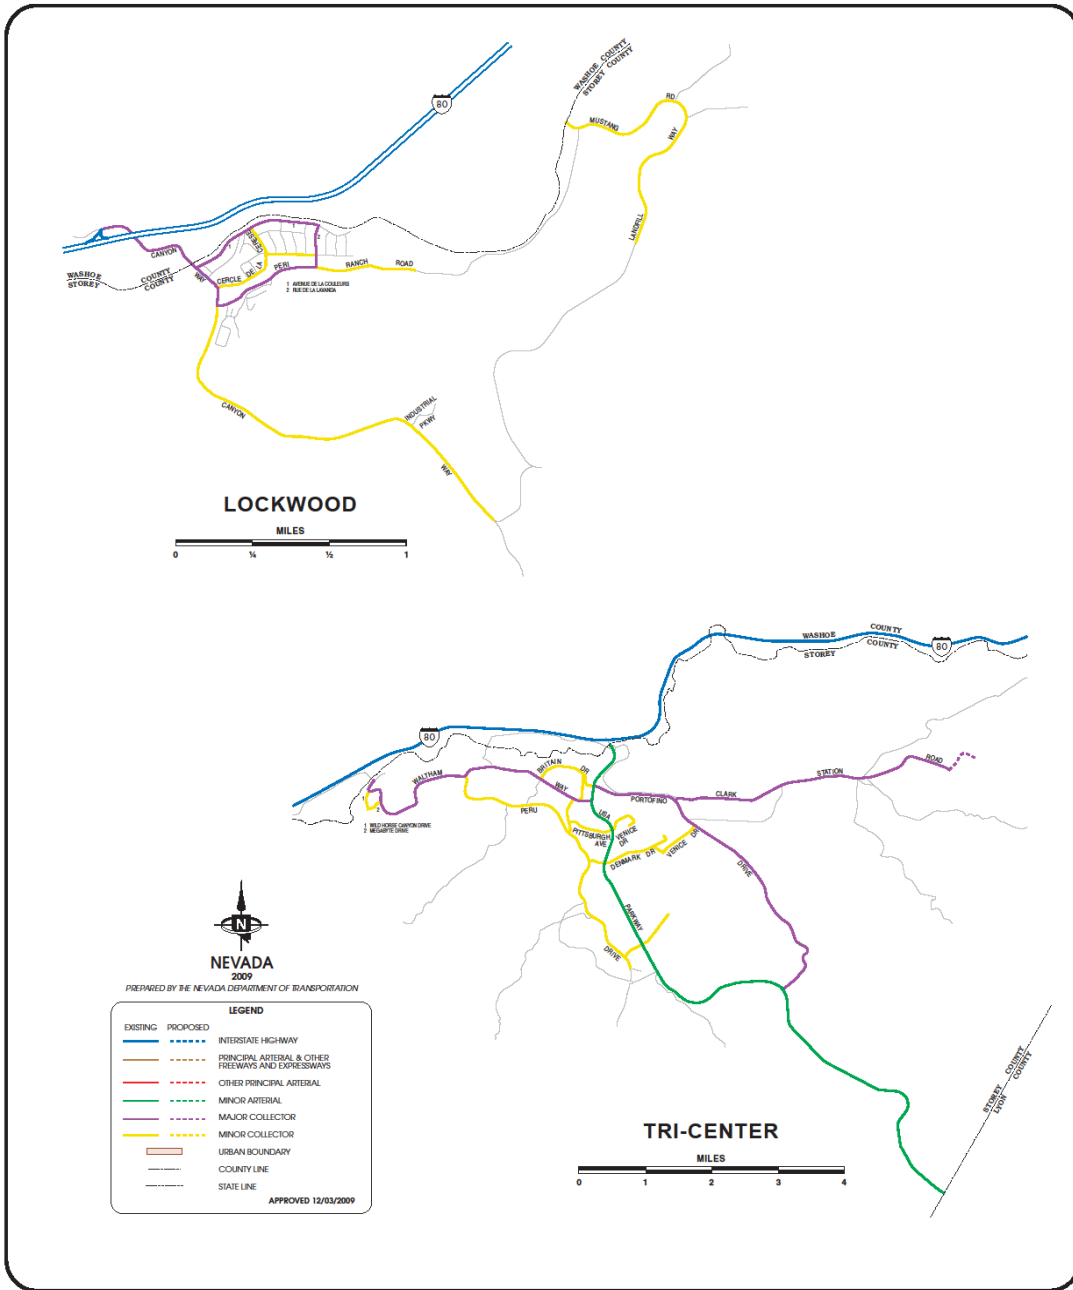 WASHOE COUNTY
STOREY COUNTY
80
MUSTANG
RD
WAY
LANDFILL
CANYON
WAY
WASHOE
STOREY
COUNTY
COUNTY
1
1
2
CERESE
CERCLE
DE
LA
PERI
RANCH
ROAD
1 AVENUE DE LA COULEURS
2 RUE DE LA LAVANDA
CANYON
INDUSTRIAL
PKWY
WAY
LOCKWOOD
MILES
0 ¼ ½ 1
WASHOE
COUNTY
STOREY
COUNTY
80
80
WALTHAM
BRITAIN
DR
WAY
1
2
1 WILD HORSE CANYON DRIVE
2 MEGABYTE DRIVE
PERU
USA
PORTOFINO
CLARK
STATION
ROAD
PITTSBURGH
AVE
VENICE
DR
DENMARK DR
VENICE
DR
DRIVE
PARKWAY
DRIVE
STOREY COUNTY
LYON COUNTY
N
NEVADA
2009
PREPARED BY THE NEVADA DEPARTMENT OF TRANSPORTATION
LEGEND
EXISTING PROPOSED
INTERSTATE HIGHWAY
PRINCIPAL ARTERIAL & OTHER
FREEWAYS AND EXPRESSWAYS
OTHER PRINCIPAL ARTERIAL
MINOR ARTERIAL
MAJOR COLLECTOR
MINOR COLLECTOR
URBAN BOUNDARY
COUNTY LINE
STATE LINE
APPROVED 12/03/2009
TRI-CENTER
MILES
0 1 2 3 4